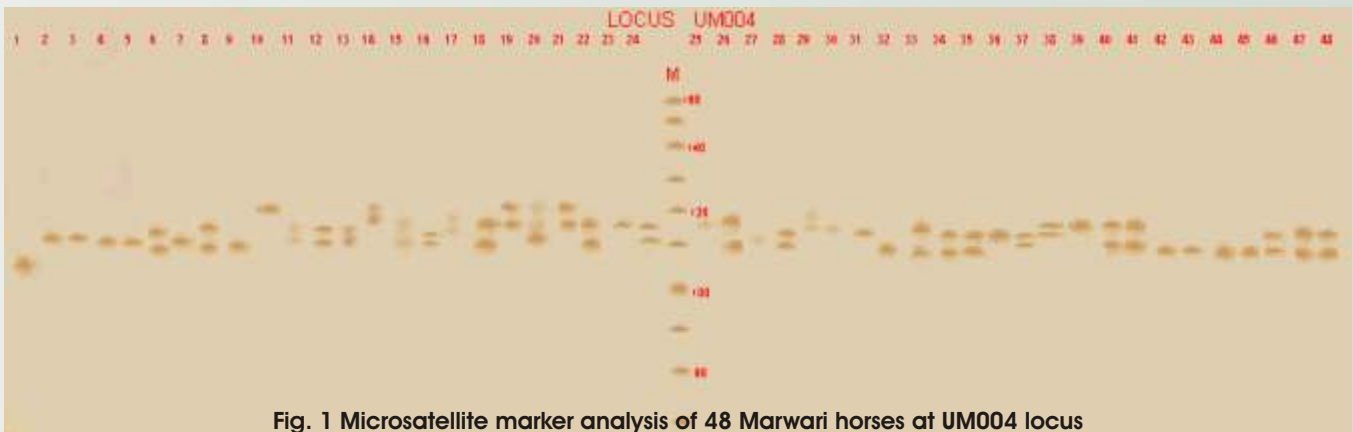 LOCUS UM004
1 2 3 4 5 6 7 8 9 10 11 12 13 14 15 16 17 18 19 20 21 22 23 24 25 26 27 28 29 30 31 32 33 34 35 36 37 38 39 40 41 42 43 44 45 46 47 48
M
140
120
100
80
Fig. 1 Microsatellite marker analysis of 48 Marwari horses at UM004 locus